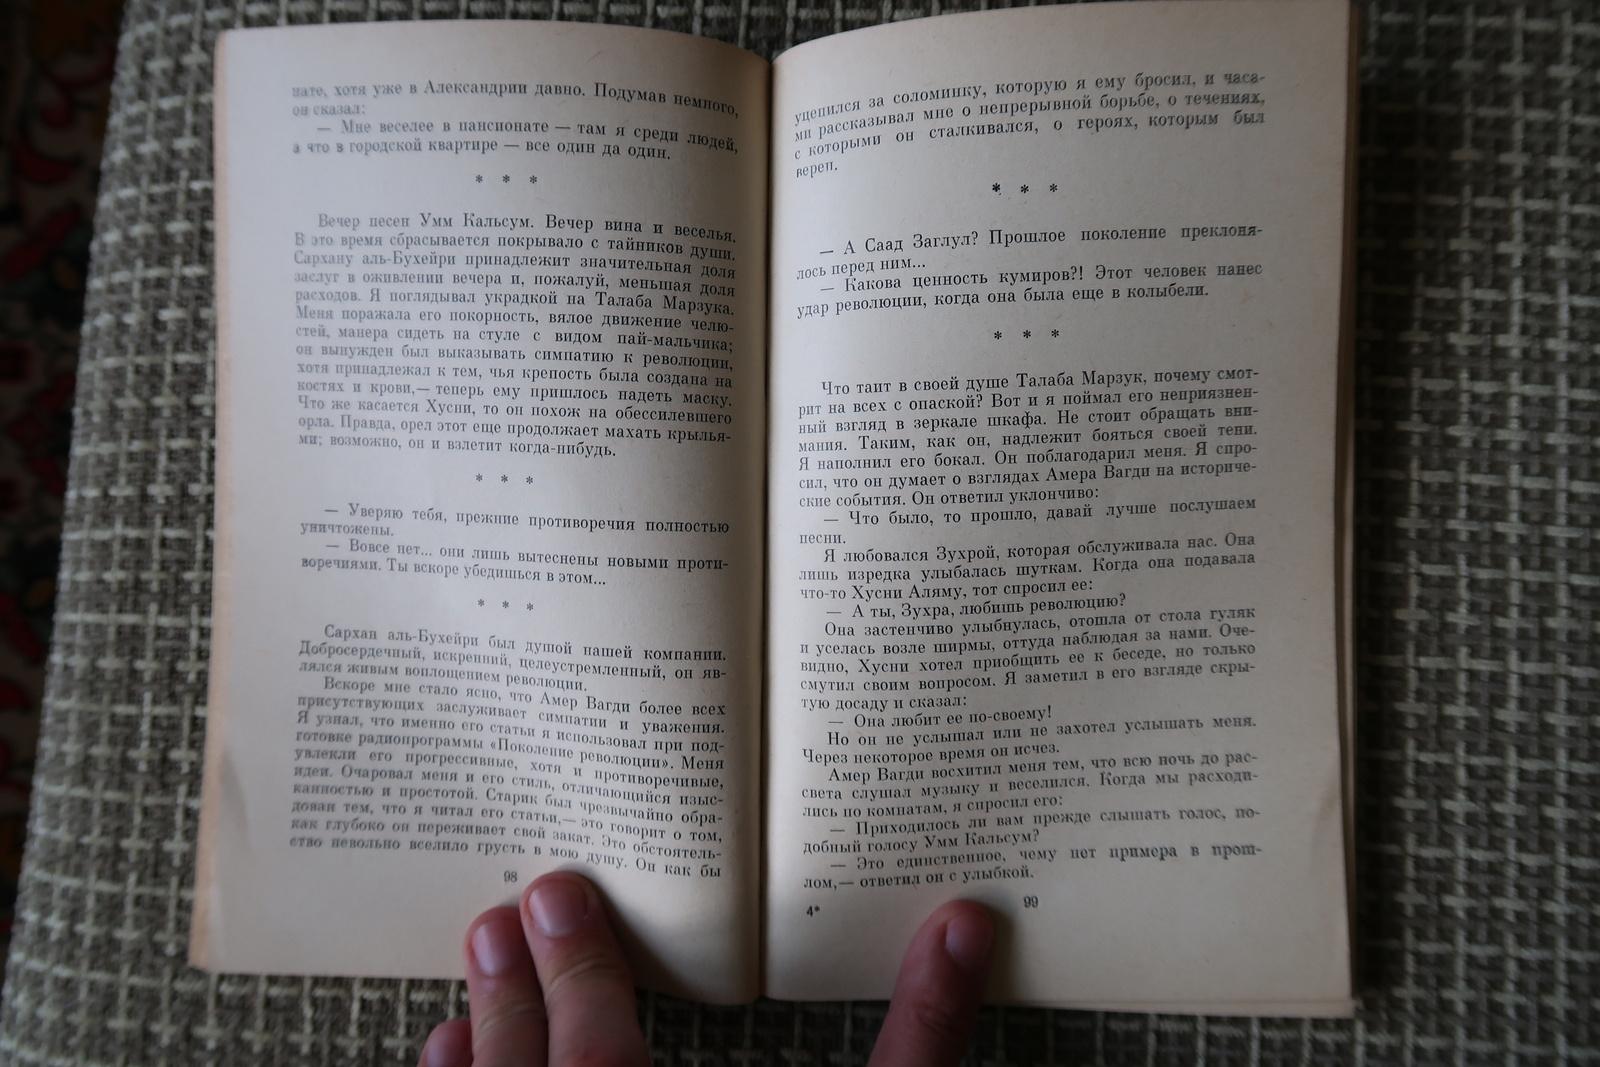 нате, хотя уже в Александрии давно. Подумав немного,
он сказал:
— Мне веселее в пансионате — там я среди людей,
а что в городской квартире — все один да один.
* * *
Вечер песен Умм Кальсум. Вечер вина и веселья.
В это время сбрасывается покрывало с тайников души.
Сархану аль-Бухейри принадлежит значительная доля
заслуг в оживлении вечера и, пожалуй, меньшая доля
расходов. Я поглядывал украдкой на Талаба Марзука.
Меня поражала его покорность, вялое движение челю-
стей, манера сидеть на стуле с видом пай-мальчика;
он вынужден был выказывать симпатию к революции,
хотя принадлежал к тем, чья крепость была создана на
костях и крови,— теперь ему пришлось надеть маску.
Что же касается Хусни, то он похож на обессилевшего
орла. Правда, орел этот еще продолжает махать крылья-
ми; возможно, он и взлетит когда-нибудь.
* * *
— Уверяю тебя, прежние противоречия полностью
уничтожены.
— Вовсе нет... они лишь вытеснены новыми проти-
воречиями. Ты вскоре убедишься в этом...
* * *
Сархан аль-Бухейри был душой нашей компании.
Добросердечный, искренний, целеустремленный, он яв-
лялся живым воплощением революции.
Вскоре мне стало ясно, что Амер Вагди более всех
присутствующих заслуживает симпатии и уважения.
Я узнал, что именно его статьи я использовал при под-
готовке радиопрограммы «Поколение революции». Меня
увлекли его прогрессивные, хотя и противоречивые,
идеи. Очаровал меня и его стиль, отличающийся изыс-
канностью и простотой. Старик был чрезвычайно обра-
дован тем, что я читал его статьи,— это говорит о том,
как глубоко он переживает свой закат. Это обстоятель-
ство невольно вселило грусть в мою душу. Он как бы
98
уцепился за соломинку, которую я ему бросил, и часа-
ми рассказывал мне о непрерывной борьбе, о течениях,
с которыми он сталкивался, о героях, которым был
верен.
* * *
— А Саад Заглул? Прошлое поколение преклоня-
лось перед ним...
— Какова ценность кумиров?! Этот человек нанес
удар революции, когда она была еще в колыбели.
* * *
Что таит в своей душе Талаба Марзук, почему смот-
рит на всех с опаской? Вот и я поймал его неприязнен-
ный взгляд в зеркале шкафа. Не стоит обращать вни-
мания. Таким, как он, надлежит бояться своей тени.
Я наполнил его бокал. Он поблагодарил меня. Я спро-
сил, что он думает о взглядах Амера Вагди на историче-
ские события. Он ответил уклончиво:
— Что было, то прошло, давай лучше послушаем
песни.
Я любовался Зухрой, которая обслуживала нас. Она
лишь изредка улыбалась шуткам. Когда она подавала
что-то Хусни Аляму, тот спросил ее:
— А ты, Зухра, любишь революцию?
Она застенчиво улыбнулась, отошла от стола гуляк
и уселась возле ширмы, оттуда наблюдая за нами. Оче-
видно, Хусни хотел приобщить ее к беседе, но только
смутил своим вопросом. Я заметил в его взгляде скры-
тую досаду и сказал:
— Она любит ее по-своему!
Но он не услышал или не захотел услышать меня.
Через некоторое время он исчез.
Амер Вагди восхитил меня тем, что всю ночь до рас-
света слушал музыку и веселился. Когда мы расходи-
лись по комнатам, я спросил его:
— Приходилось ли вам прежде слышать голос, по-
добный голосу Умм Кальсум?
— Это единственное, чему нет примера в прош-
лом,— ответил он с улыбкой.
4*
99